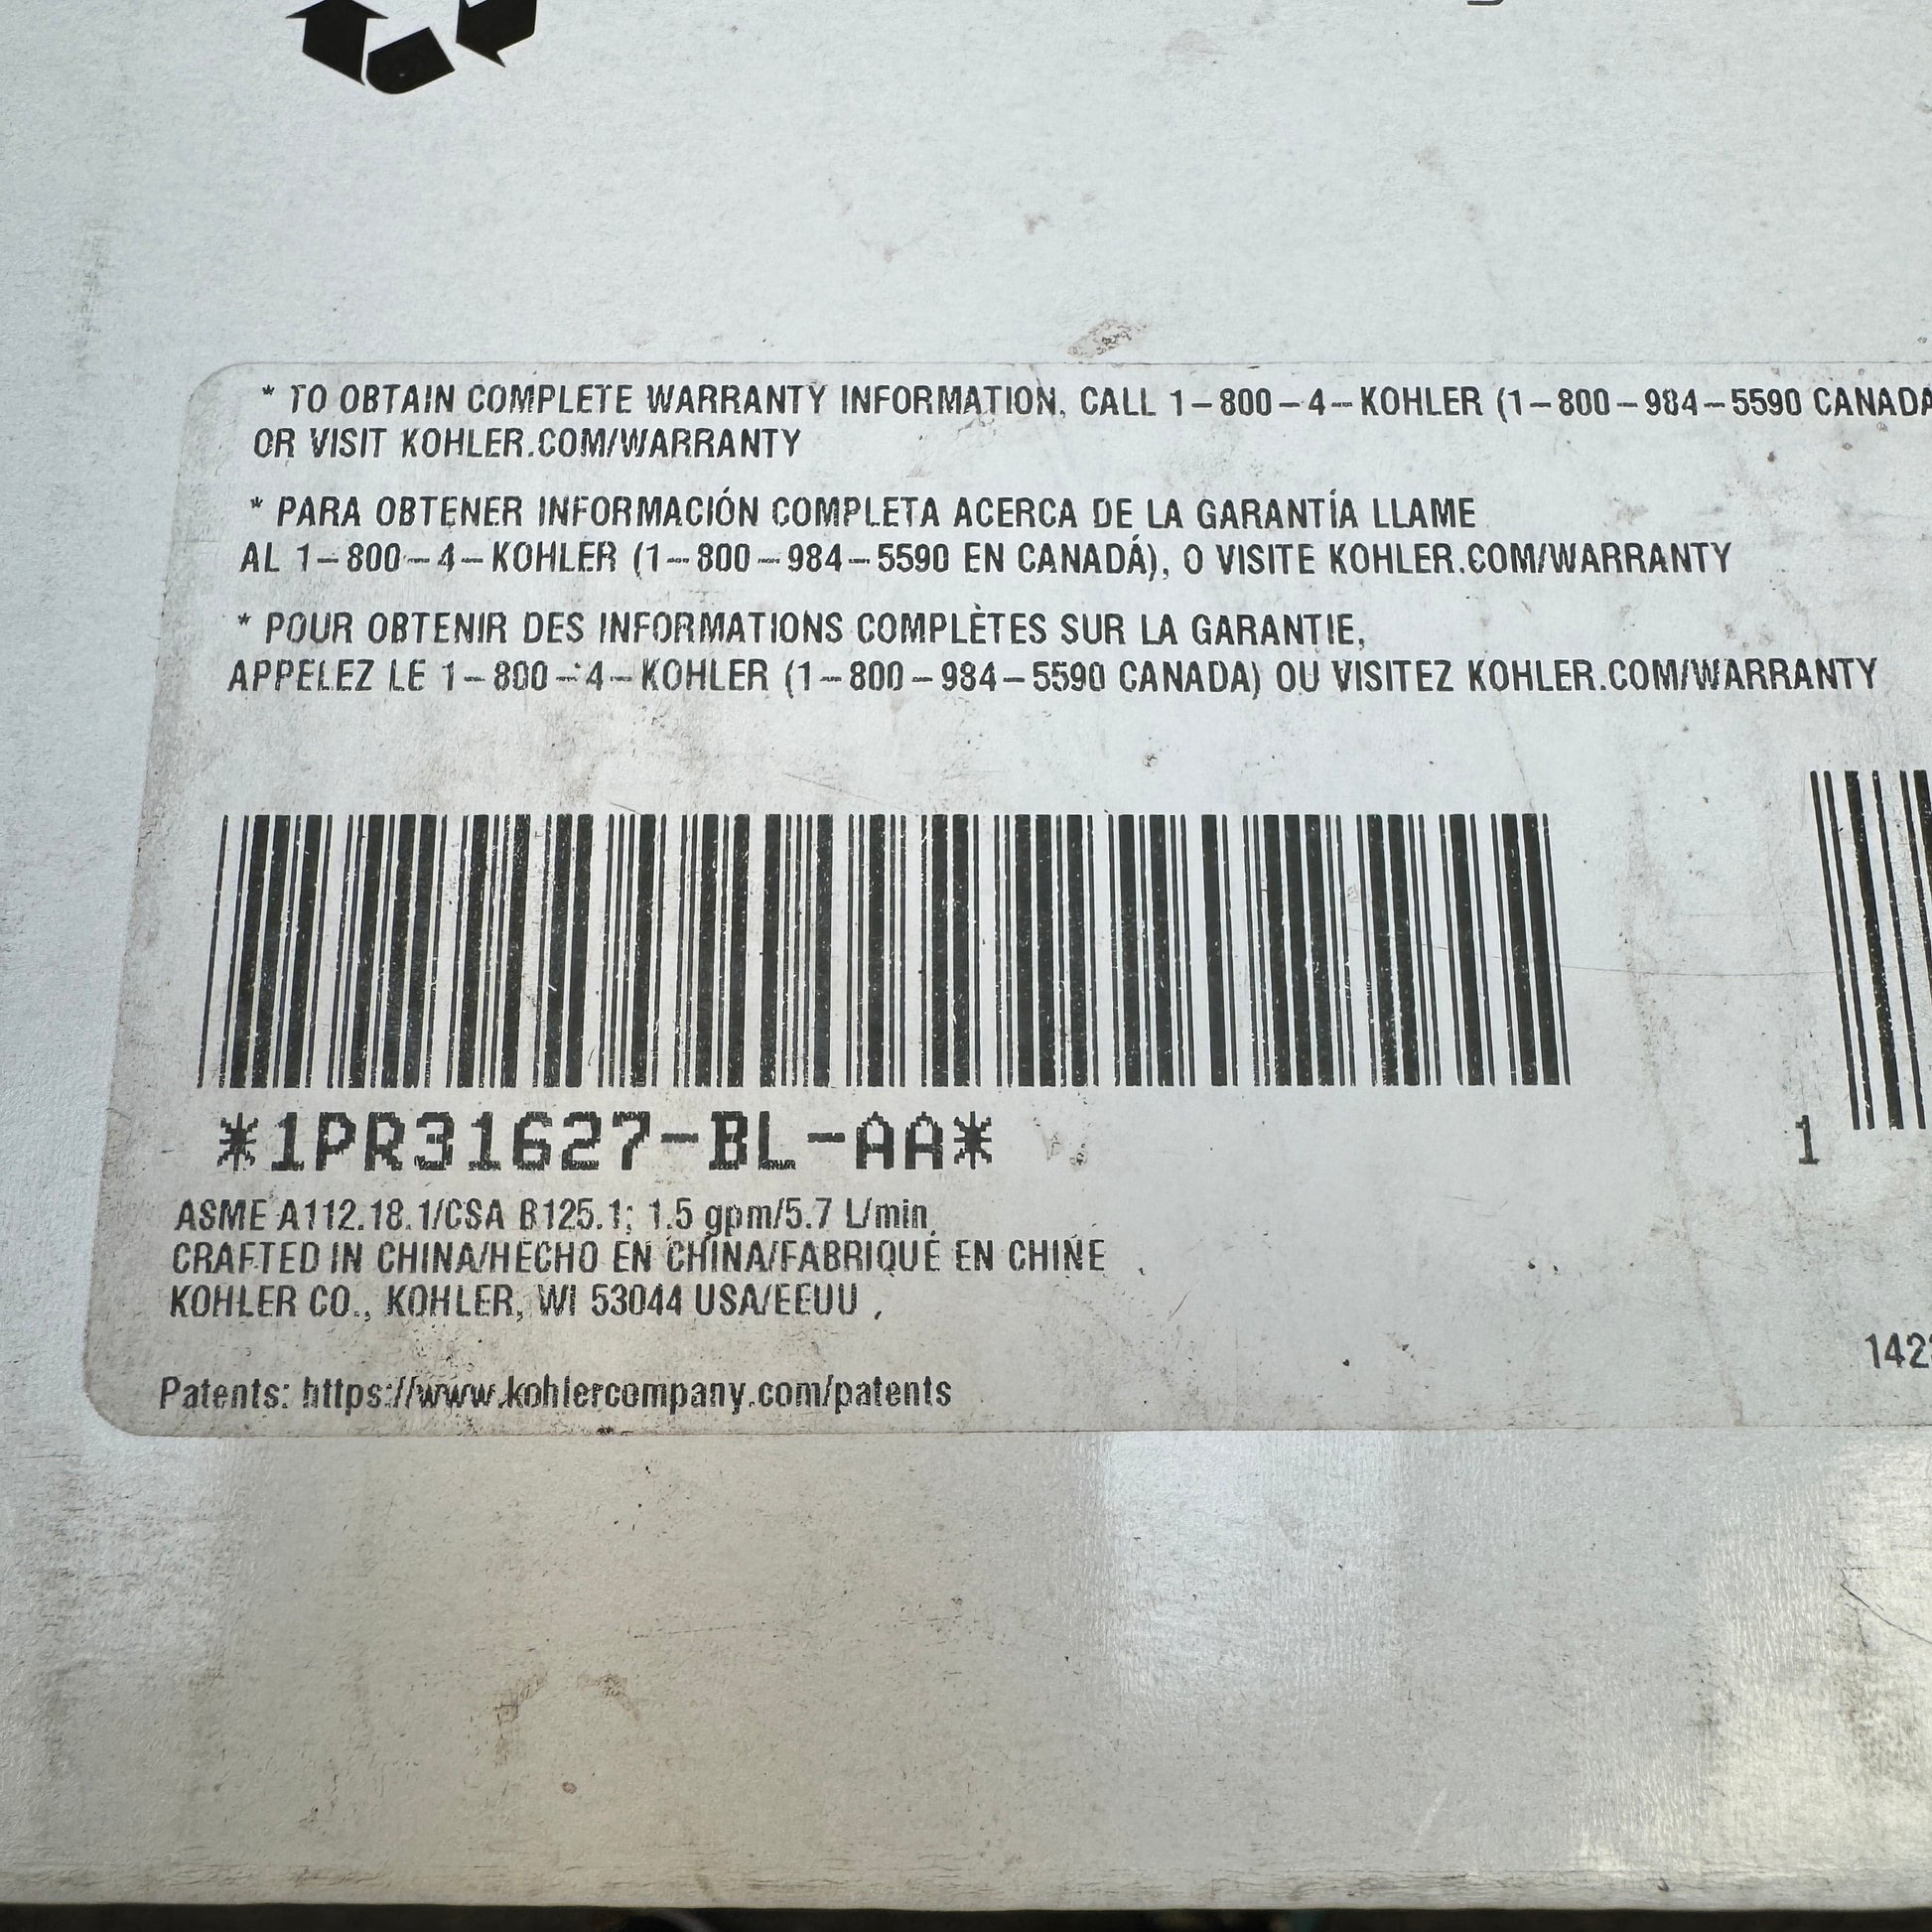 * TO OBTAIN COMPLETE WARRANTY INFORMATION, CALL 1-800-4-KOHLER (1-800-984-5590 CANADA
OR VISIT KOHLER.COM/WARRANTY
* PARA OBTENER INFORMACIÓN COMPLETA ACERCA DE LA GARANTÍA LLAME
AL 1-800-4-KOHLER (1-800-984-5590 EN CANADÁ), O VISITE KOHLER.COM/WARRANTY
* POUR OBTENIR DES INFORMATIONS COMPLÈTES SUR LA GARANTIE,
APPELEZ LE 1-800-4-KOHLER (1-800-984-5590 CANADA) OU VISITEZ KOHLER.COM/WARRANTY
*1PR31627-BL-AA*
1
ASME A112.18.1/CSA B125.1; 1.5 gpm/5.7 L/min.
CRAFTED IN CHINA/HECHO EN CHINA/FABRIQUÉ EN CHINE
KOHLER CO., KOHLER, WI 53044 USA/EEUU
142
Patents: https://www.kohlercompany.com/patents